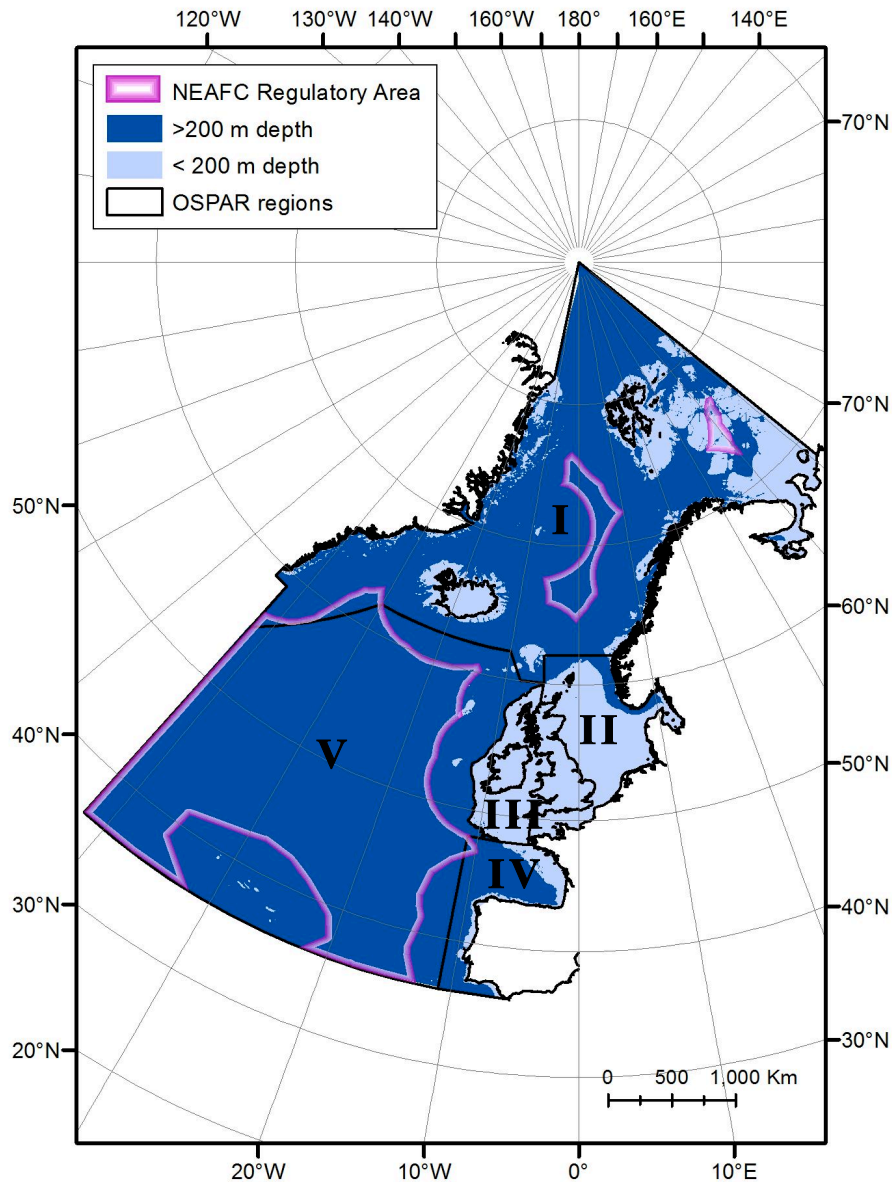 120°W 130°W 140°W 160°W 180° 160°E 140°E
NEAFC Regulatory Area
>200 m depth
< 200 m depth
OSPAR regions
70°N
70°N
50°N
I
60°N
40°N
V
II
50°N
III
IV
30°N
40°N
20°N
30°N
0 500 1,000 Km
20°W 10°W 0° 10°E